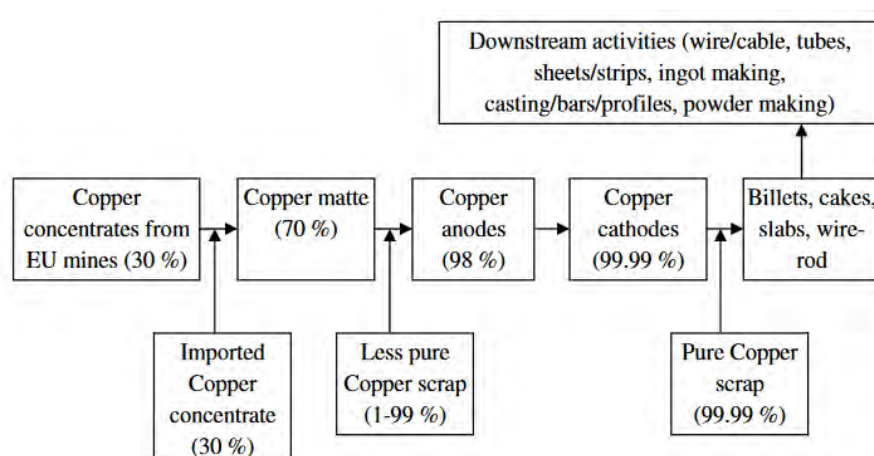 Downstream activities (wire/cable, tubes,
sheets/strips, ingot making,
casting/bars/profiles, powder making)
Copper
concentrates from
EU mines (30 %)
Copper matte
(70 %)
Copper
anodes
(98 %)
Copper
cathodes
(99.99 %)
Billets, cakes,
slabs, wire-
rod
Imported
Copper
concentrate
(30 %)
Less pure
Copper scrap
(1-99 %)
Pure Copper
scrap
(99.99 %)